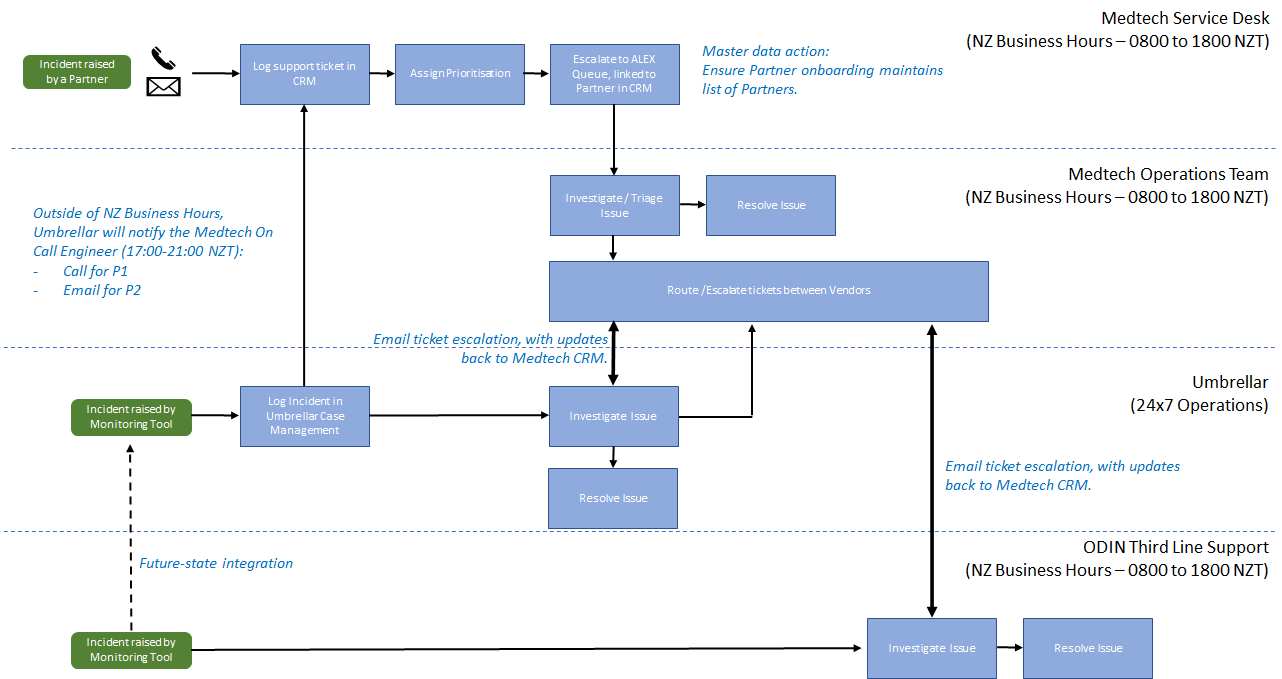 Medtech Service Desk
(NZ Business Hours – 0800 to 1800 NZT)
Incident raised
by a Partner
Log support ticket in
CRM
Assign Prioritisation
Escalate to ALEX
Queue, linked to
Partner in CRM
Master data action:
Ensure Partner onboarding maintains
list of Partners.
Medtech Operations Team
(NZ Business Hours – 0800 to 1800 NZT)
Investigate / Triage
Issue
Resolve Issue
Outside of NZ Business Hours,
Umbrellar will notify the Medtech On
Call Engineer (17:00-21:00 NZT):
- Call for P1
- Email for P2
Route /Escalate tickets between Vendors
Email ticket escalation, with updates
back to Medtech CRM.
Umbrellar
(24x7 Operations)
Incident raised by
Monitoring Tool
Log Incident in
Umbrellar Case
Management
Investigate Issue
Resolve Issue
Email ticket escalation, with updates
back to Medtech CRM.
ODIN Third Line Support
(NZ Business Hours – 0800 to 1800 NZT)
Future-state integration
Incident raised by
Monitoring Tool
Investigate Issue
Resolve Issue